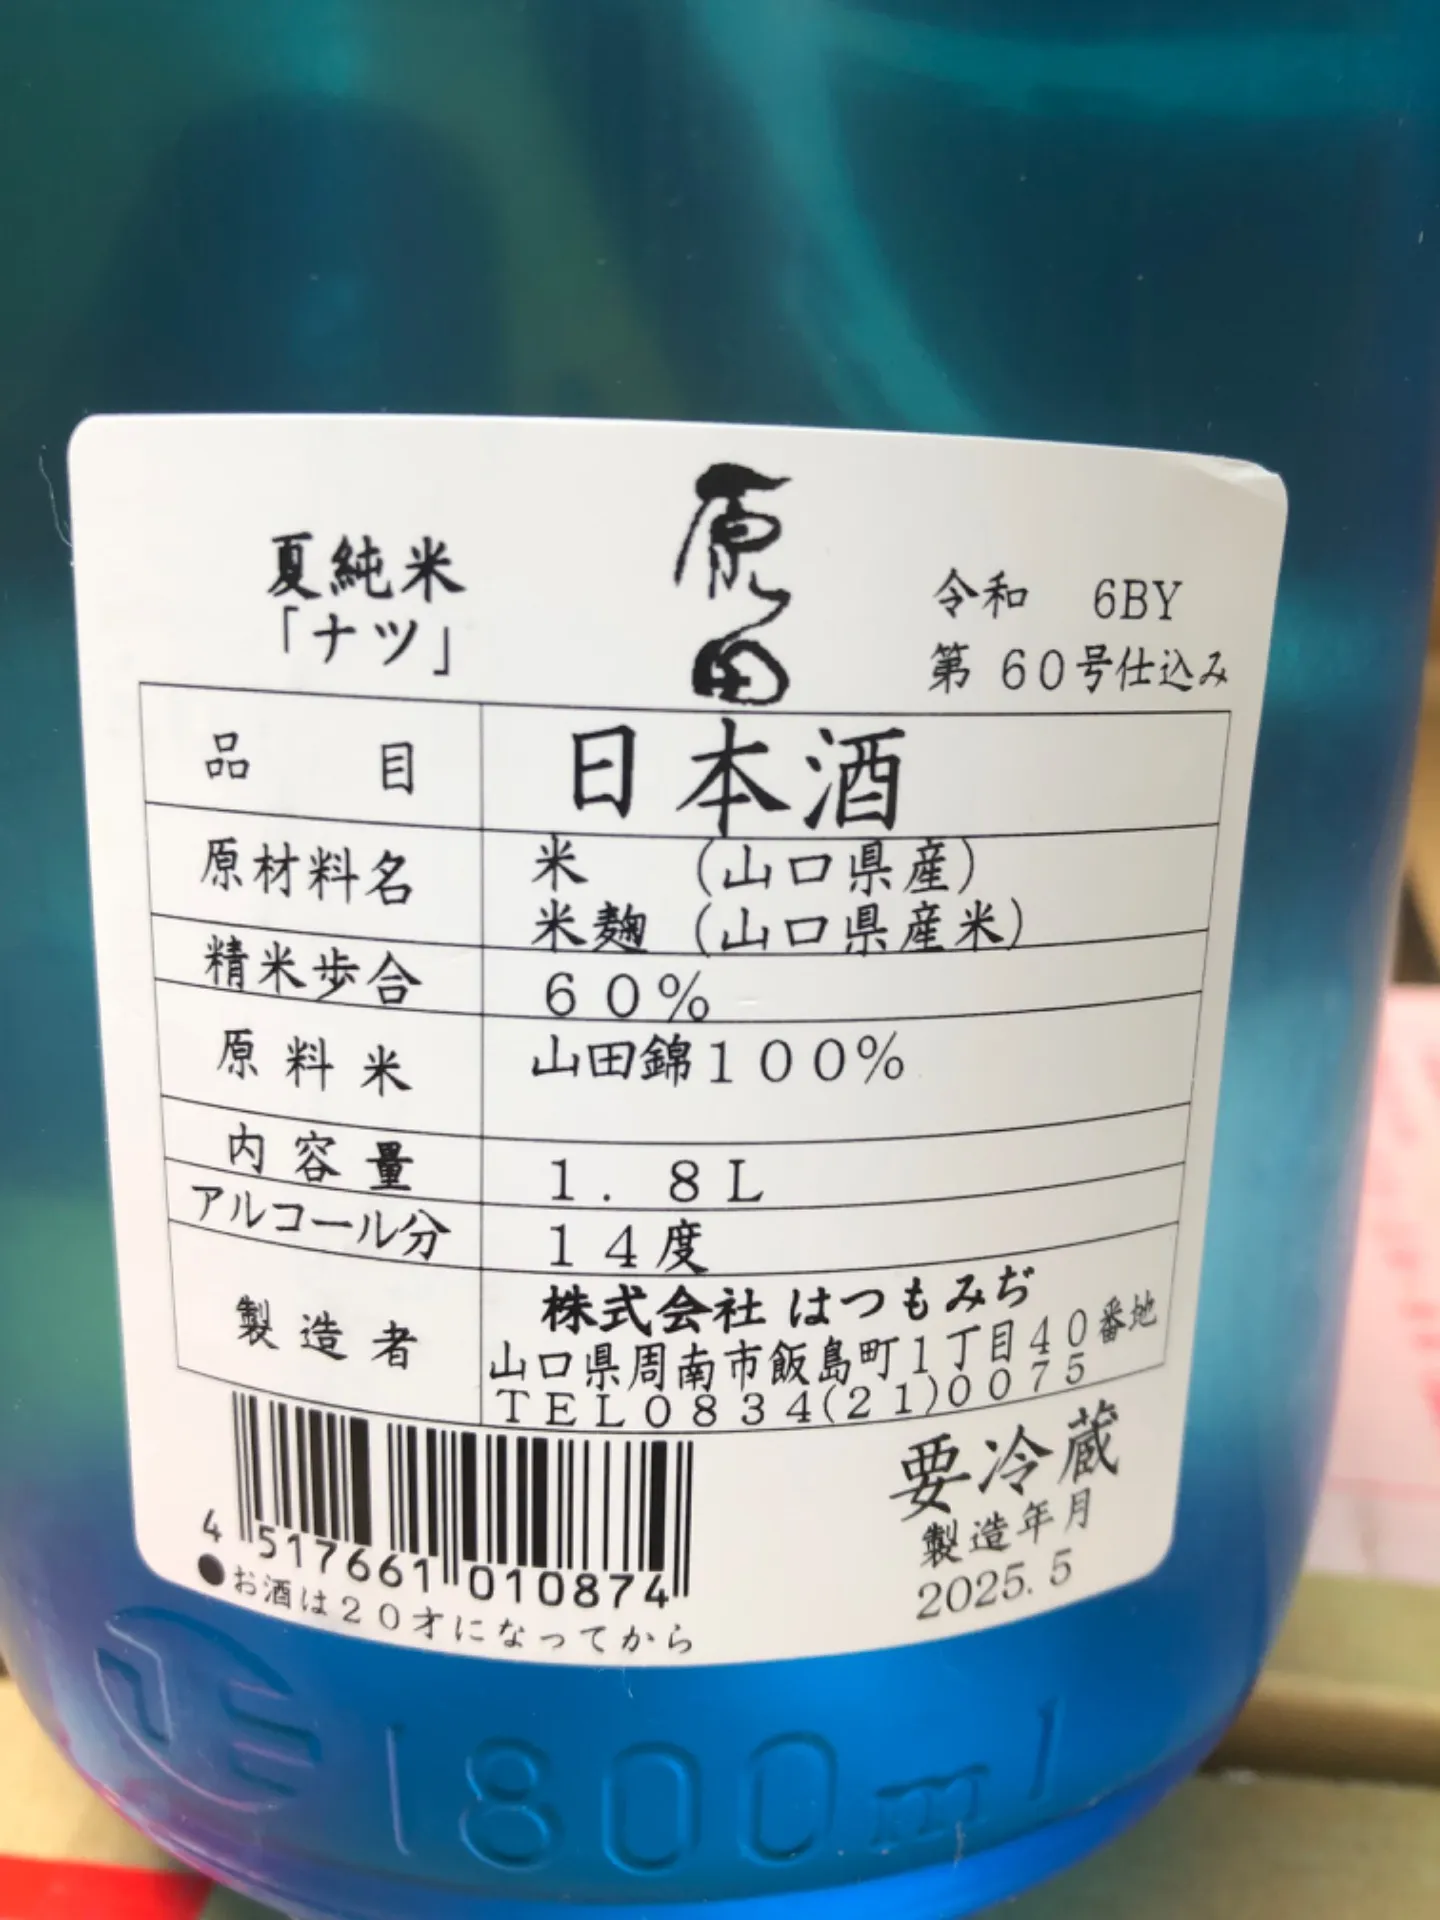 原田
夏純米
「ナツ」
令和 6BY
第 60号仕込み
品目 日本酒
原材料名 米 (山口県産)
米麹 (山口県産米)
精米歩合 60%
原料米 山田錦100%
内容量 1.8L
アルコール分 14度
製造者 株式会社はつもみぢ
山口県周南市飯島町1丁目40番地
TEL0834(21)0075
要冷蔵
製造年月
2025.5
4 517661 010874
●お酒は20才になってから
正 1800ml